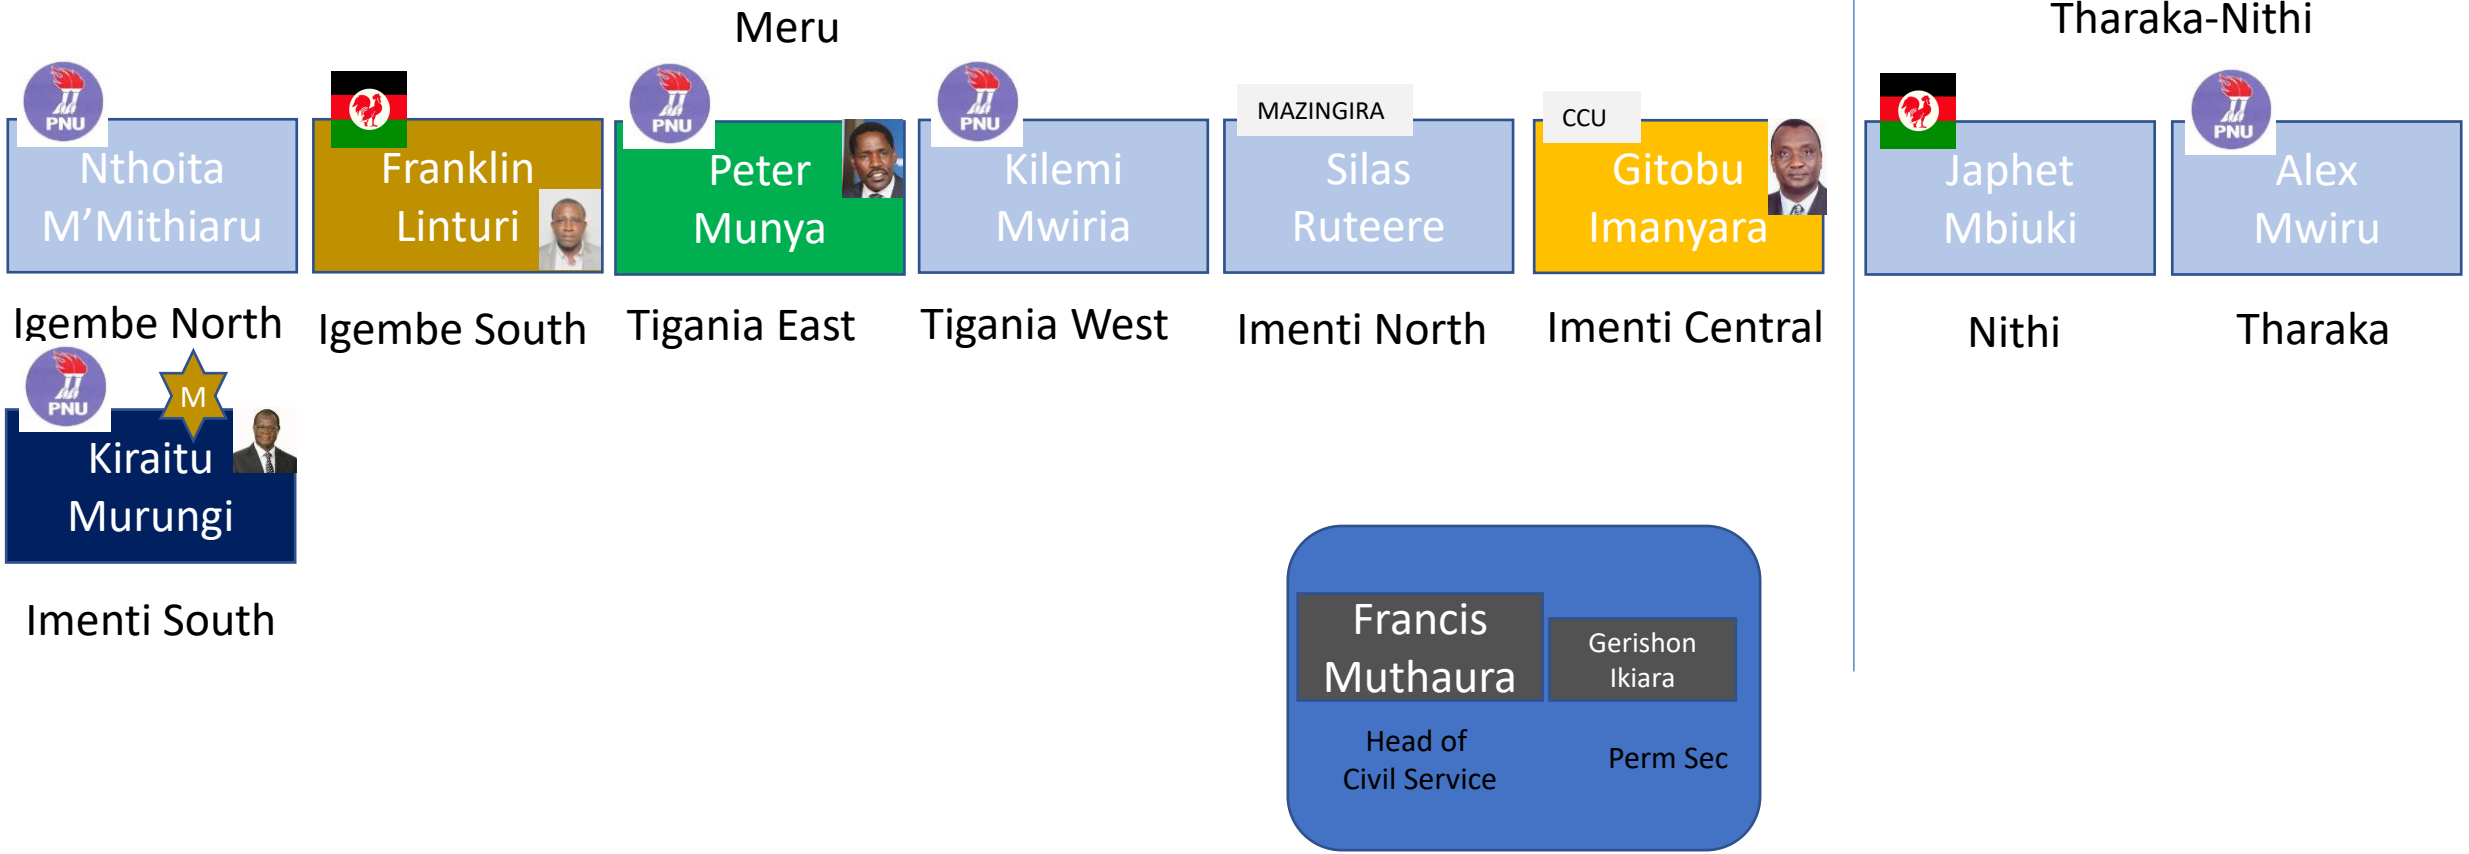 Meru
Tharaka-Nithi
PNU
Nthoita
M’Mithiaru
Igembe North
Franklin
Linturi
Igembe South
PNU
Peter
Munya
Tigania East
PNU
Kilemi
Mwiria
Tigania West
MAZINGIRA
Silas
Ruteere
Imenti North
CCU
Gitobu
Imanyara
Imenti Central
Japhet
Mbiuki
Nithi
PNU
Alex
Mwiru
Tharaka
PNU
M
Kiraitu
Murungi
Imenti South
Francis
Muthaura
Head of
Civil Service
Gerishon
Ikiara
Perm Sec